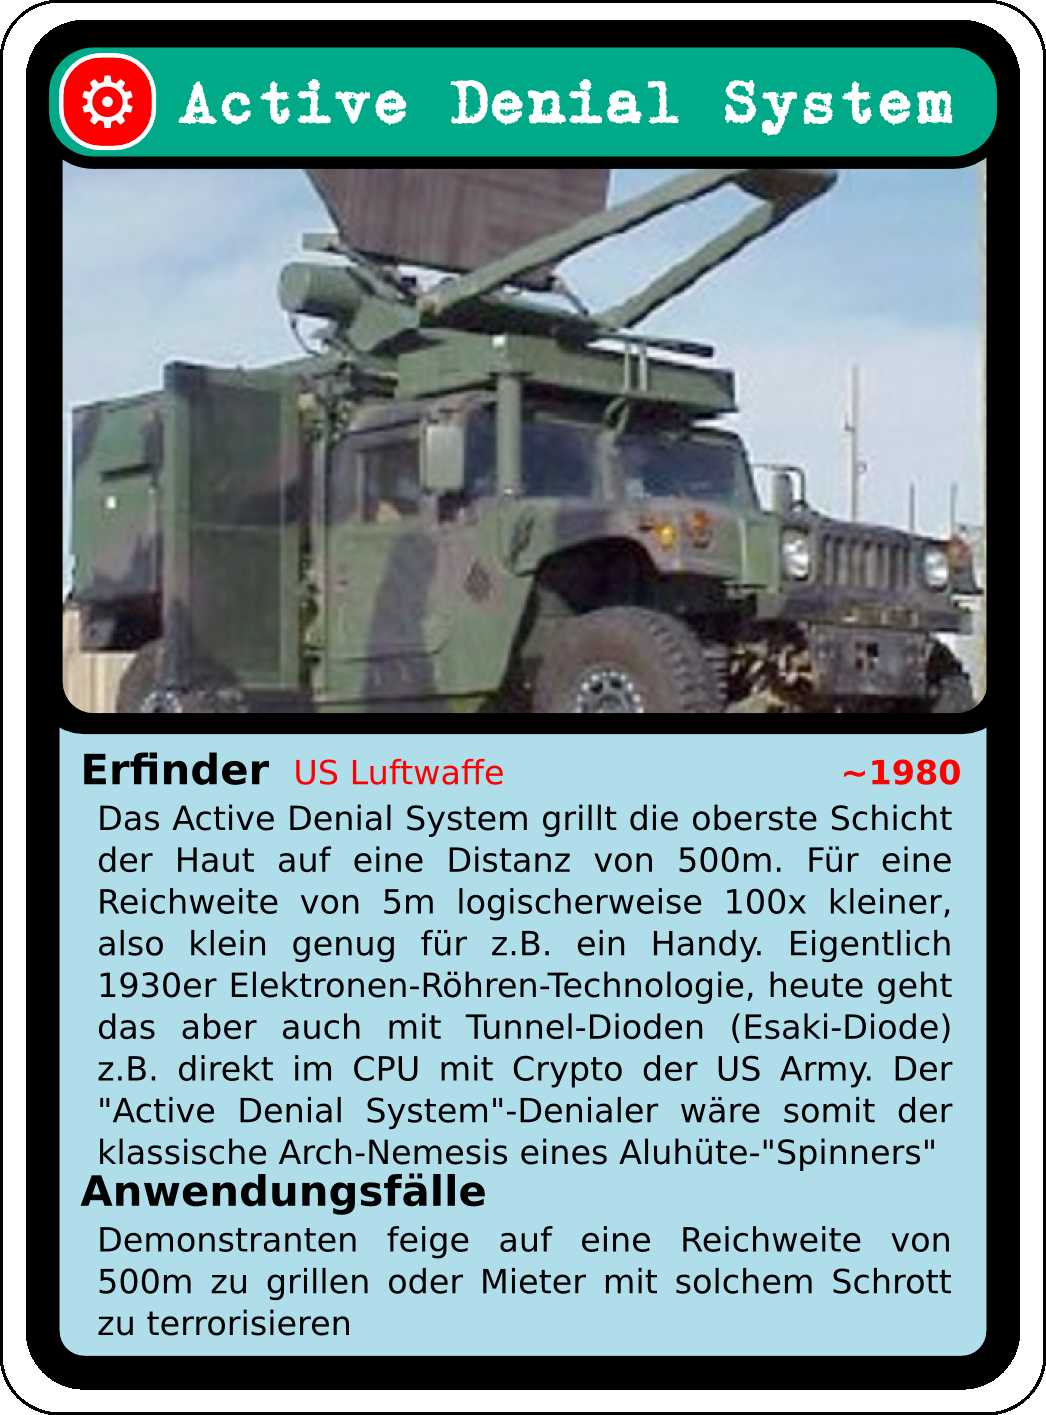 Active Denial System
Erfinder US Luftwaffe ~1980
Das Active Denial System grillt die oberste Schicht
der Haut auf eine Distanz von 500m. Für eine
Reichweite von 5m logischerweise 100x kleiner,
also klein genug für z.B. ein Handy. Eigentlich
1930er Elektronen-Röhren-Technologie, heute geht
das aber auch mit Tunnel-Dioden (Esaki-Diode)
z.B. direkt im CPU mit Crypto der US Army. Der
"Active Denial System"-Denialer wäre somit der
klassische Arch-Nemesis eines Aluhüte-"Spinners"
Anwendungsfälle
Demonstranten feige auf eine Reichweite von
500m zu grillen oder Mieter mit solchem Schrott
zu terrorisieren